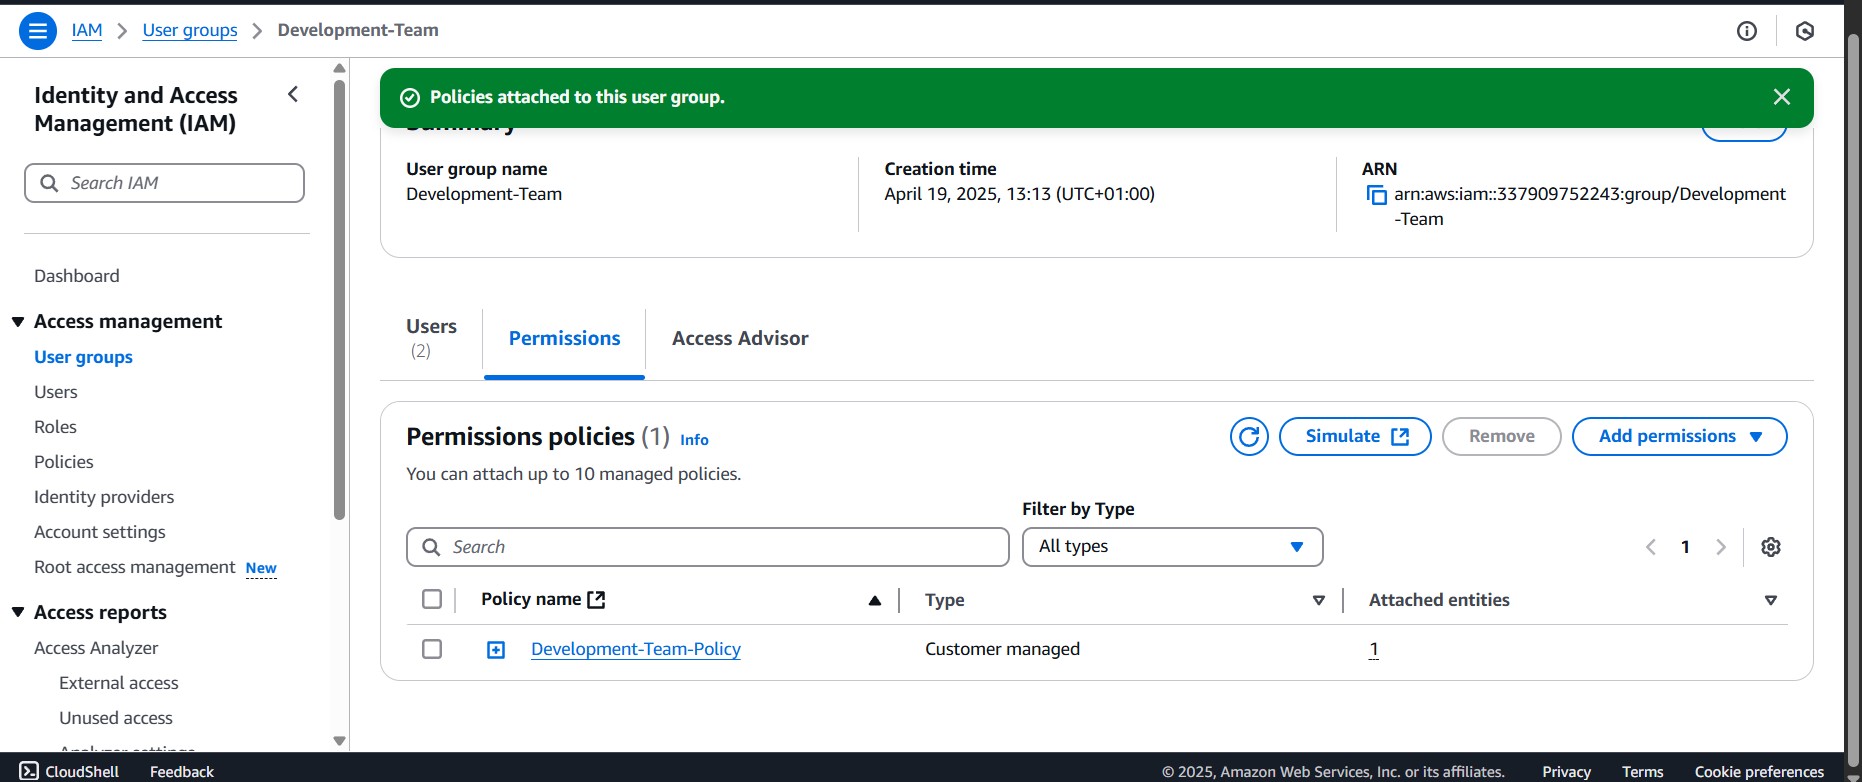 IAM > User groups > Development-Team
Identity and Access
Management (IAM)
Search IAM
Dashboard
Access management
User groups
Users
Roles
Policies
Identity providers
Account settings
Root access management New
Access reports
Access Analyzer
External access
Unused access
Analyzer settings
Policies attached to this user group.
Summary
User group name
Development-Team
Creation time
April 19, 2025, 13:13 (UTC+01:00)
ARN
arn:aws:iam::337909752243:group/Development
-Team
Users
(2)
Permissions
Access Advisor
Permissions policies (1) Info
Simulate
Remove
Add permissions
You can attach up to 10 managed policies.
Filter by Type
Search
All types
1
Policy name
Type
Attached entities
Development-Team-Policy
Customer managed
1
CloudShell
Feedback
© 2025, Amazon Web Services, Inc. or its affiliates.
Privacy
Terms
Cookie preferences